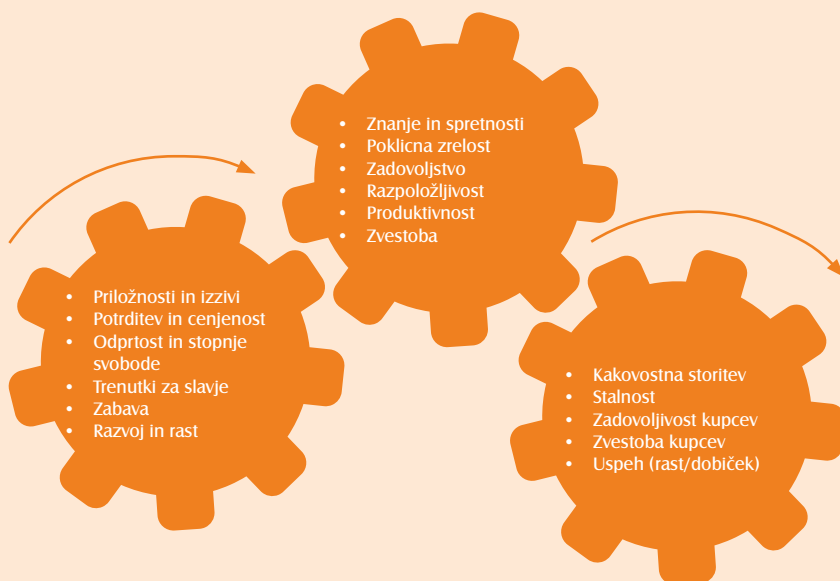 • Priložnosti in izzivi
• Potrditev in cenjenost
• Odprtost in stopnje
svobode
• Trenutki za slavje
• Zabava
• Razvoj in rast
• Znanje in spretnosti
• Poklicna zrelost
• Zadovoljstvo
• Razpoložljivost
• Produktivnost
• Zvestoba
• Kakovostna storitev
• Stalnost
• Zadovoljivost kupcev
• Zvestoba kupcev
• Uspeh (rast/dobiček)